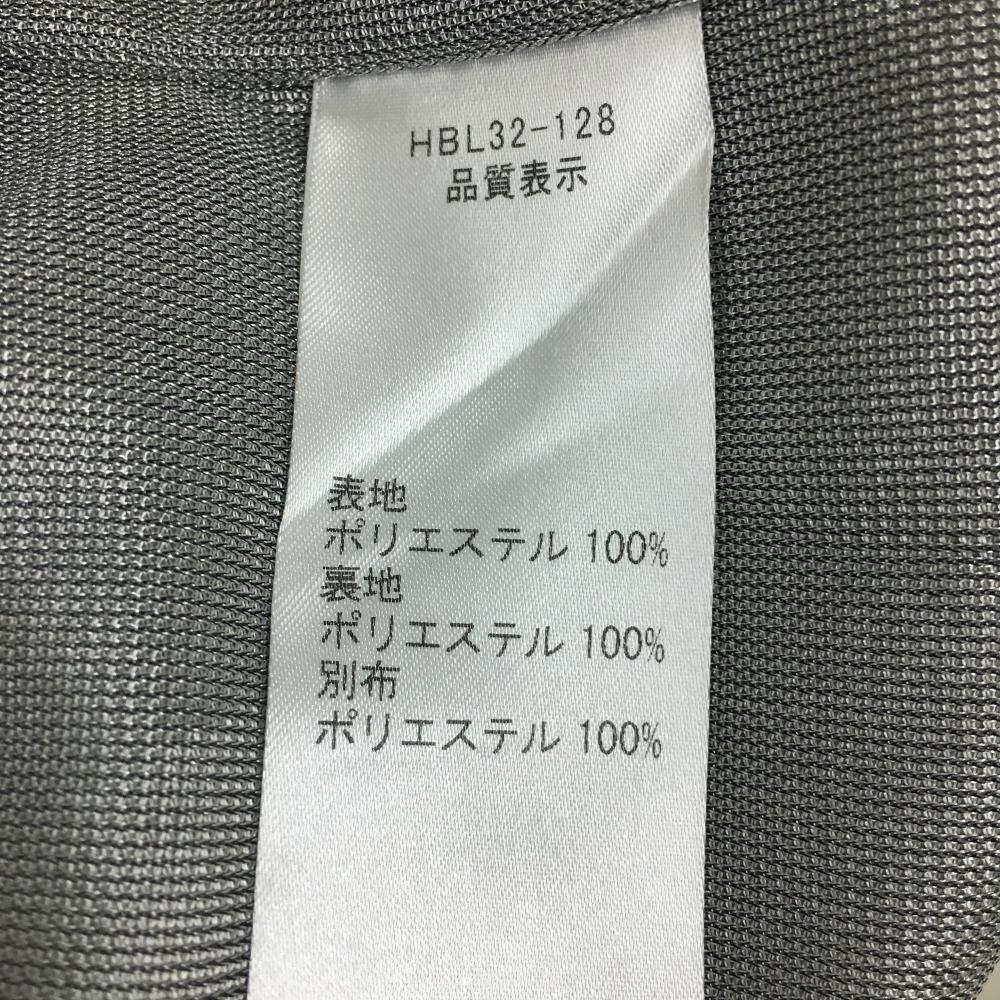 HBL32-128
品質表示
表地
ポリエステル 100%
裏地
ポリエステル 100%
別布
ポリエステル 100%